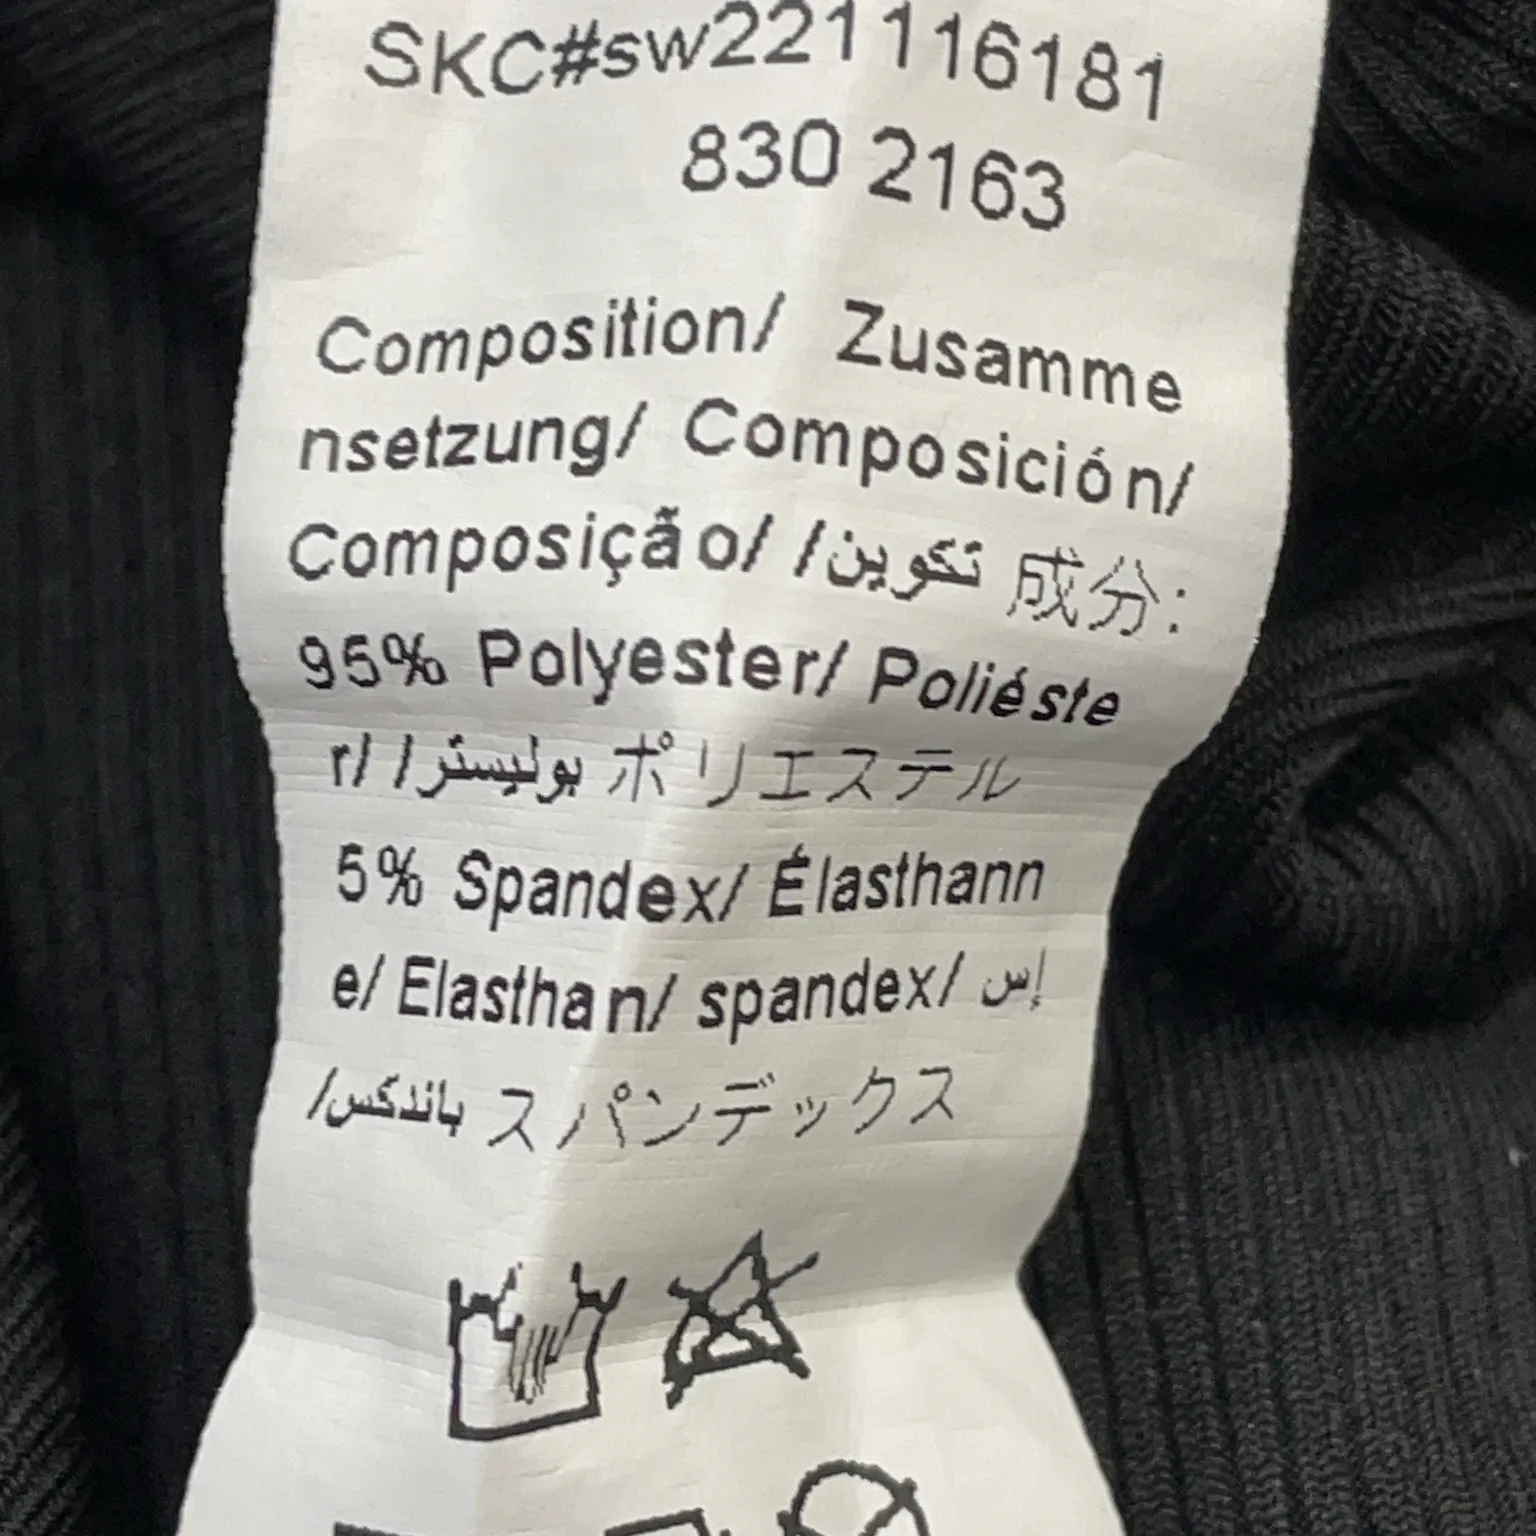 SKC#sw221116181
830 2163
Composition/ Zusamme
nsetzung/ Composición/
Composição/ /تكوين 成分:
95% Polyester/ Poliéste
r/ /بوليستر ポリエステル
5% Spandex/ Élasthann
e/ Elasthan/ spandex/ إس
/باندكس スパンデックス